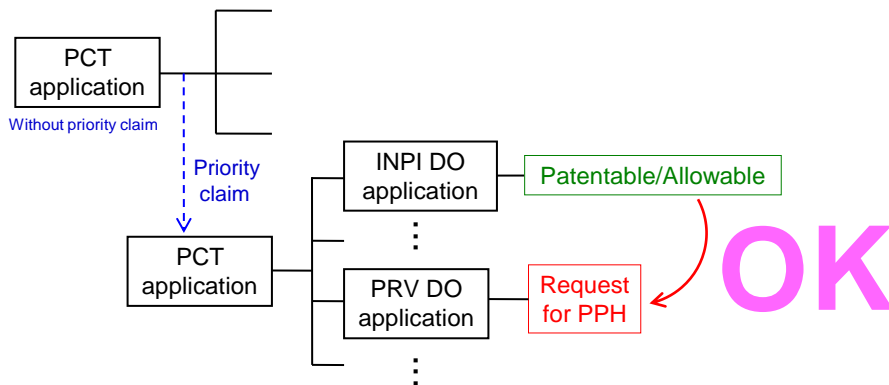 PCT
application
Without priority claim
Priority
claim
INPI DO
application
Patentable/Allowable
PCT
application
PRV DO
application
Request
for PPH
OK